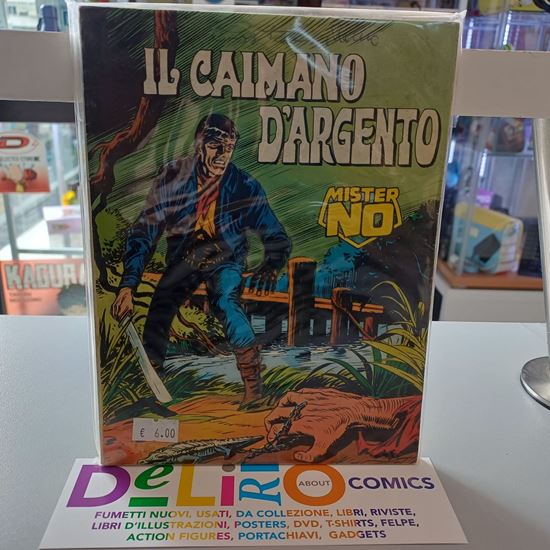 IL CAIMANO
D'ARGENTO
MISTER
NO
KAGURA
€ 6.00
DeLiRiO
ABOUT
COMICS
FUMETTI NUOVI, USATI, DA COLLEZIONE, LIBRI, RIVISTE,
LIBRI D'ILLUSTRAZIONI, POSTERS, DVD, T-SHIRTS, FELPE,
ACTION FIGURES, PORTACHIAVI, GADGETS